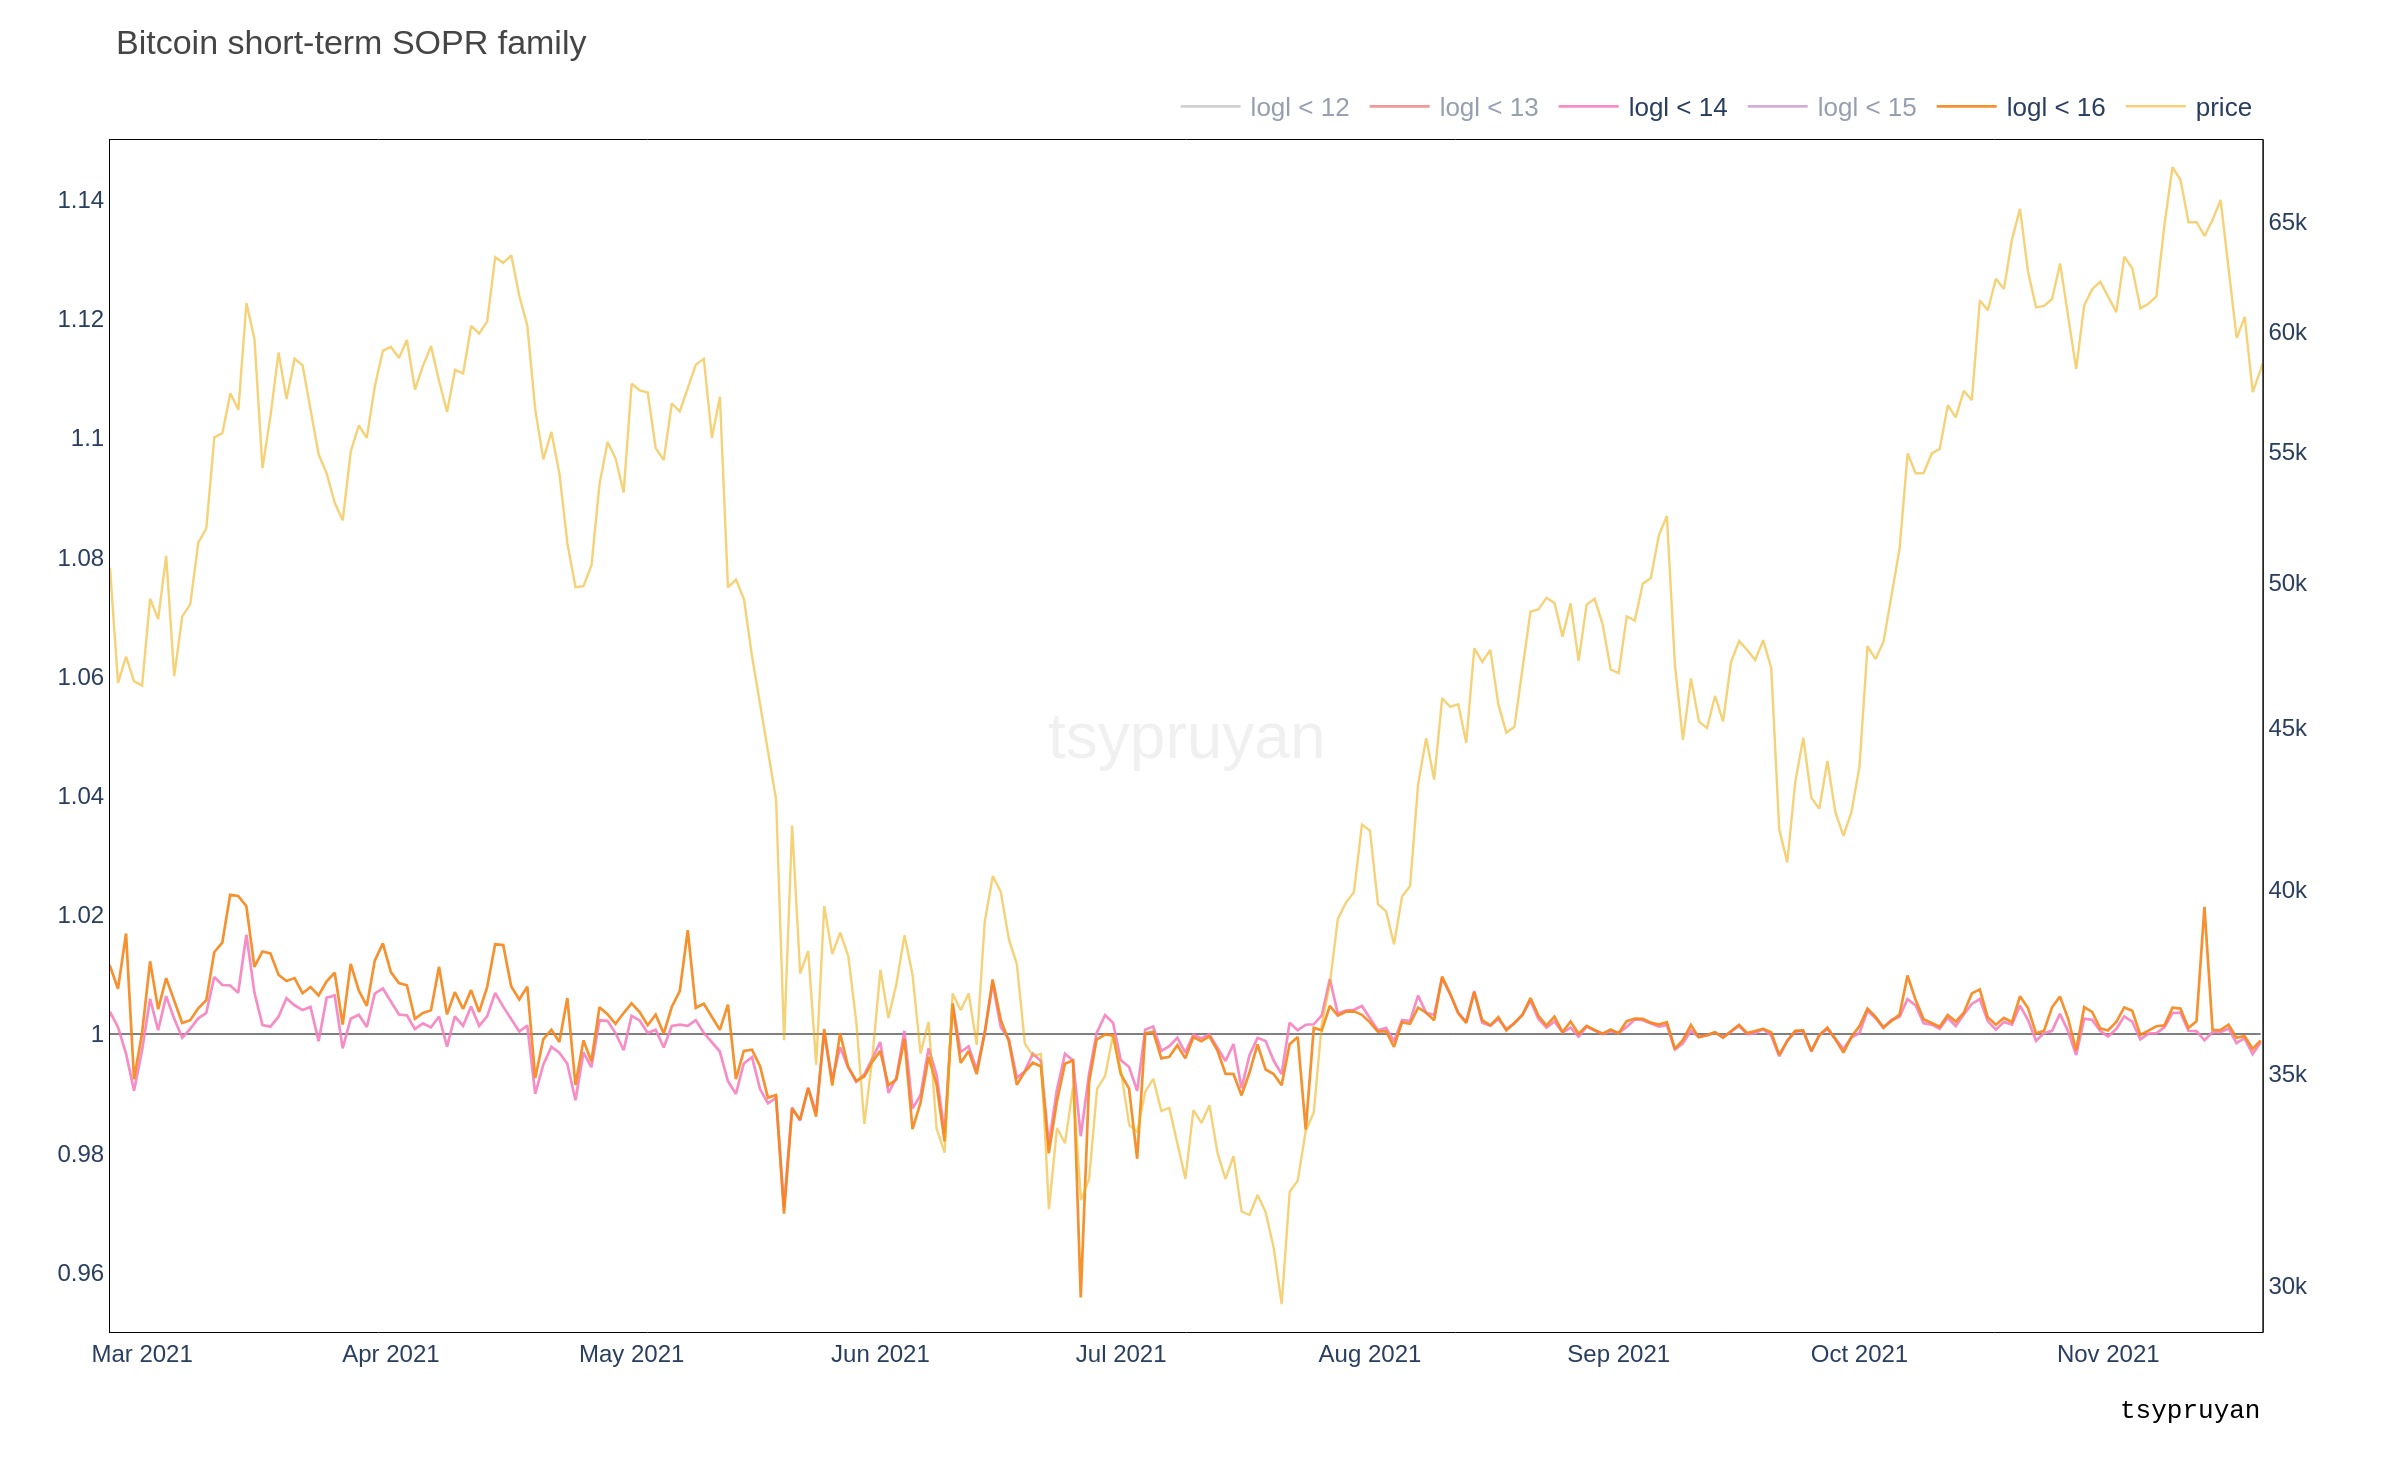 Bitcoin short-term SOPR family
logl < 12 logl < 13 logl < 14 logl < 15 logl < 16 price
1.14
65k
1.12
60k
1.1
55k
1.08
50k
1.06
45k
tsypruyan
1.04
40k
1.02
1
35k
0.98
0.96
30k
Mar 2021 Apr 2021 May 2021 Jun 2021 Jul 2021 Aug 2021 Sep 2021 Oct 2021 Nov 2021
tsypruyan